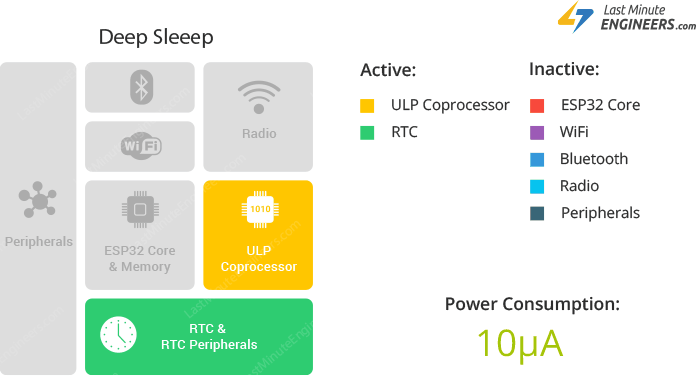 Last Minute
ENGINEERS.com
Deep Sleeep
Active:
Inactive:
ULP Coprocessor
RTC
ESP32 Core
WiFi
Bluetooth
Radio
Peripherals
Radio
WiFi
Peripherals
ESP32 Core
& Memory
1010
ULP
Coprocessor
RTC &
RTC Peripherals
Power Consumption:
10µA